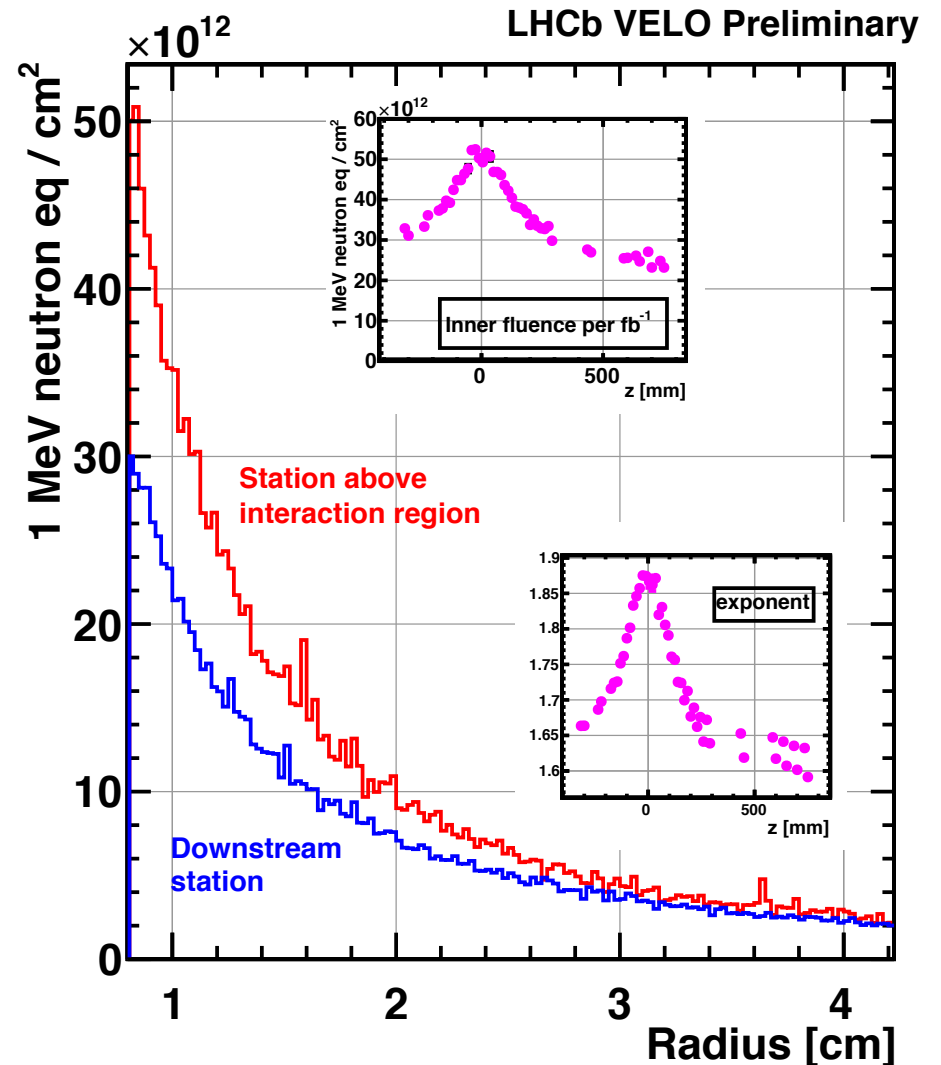 LHCb VELO Preliminary
×10¹²
1 MeV neutron eq / cm²
50
40
30
20
10
0
1
2
3
4
Radius [cm]
Station above
interaction region
Downstream
station
×10¹²
1 MeV neutron eq / cm²
60
50
40
30
20
10
0
0
500
z [mm]
Inner fluence per fb⁻¹
1.9
1.85
1.8
1.75
1.7
1.65
1.6
0
500
z [mm]
exponent